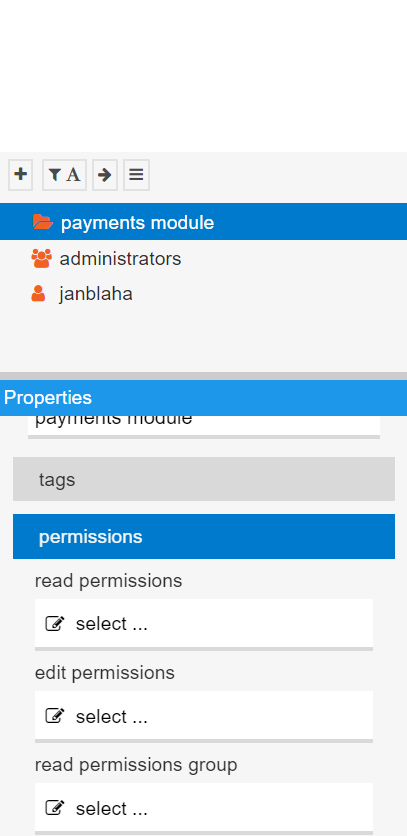 A
payments module
administrators
janblaha
Properties
payments module
tags
permissions
read permissions
select ...
edit permissions
select ...
read permissions group
select ...